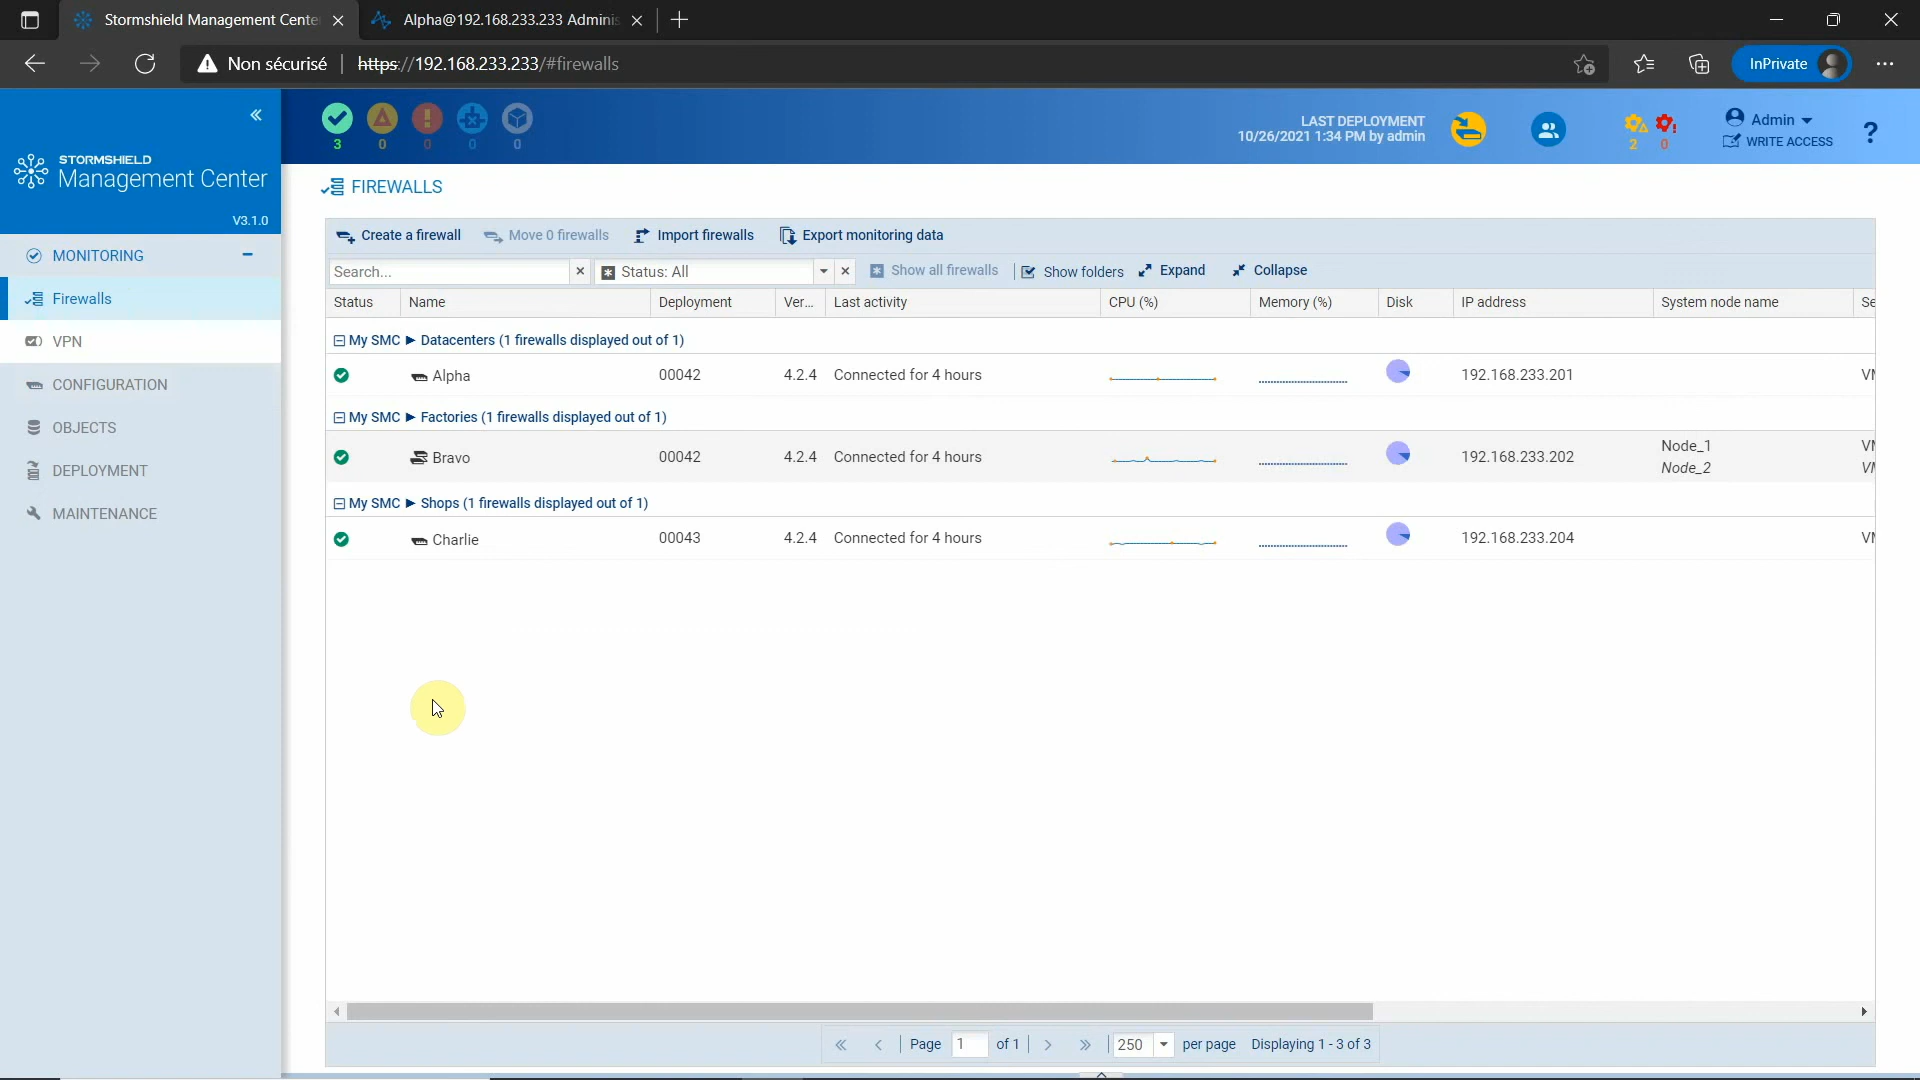 Stormshield Management Cente
Alpha@192.168.233.233 Adminis
Non sécurisé
https://192.168.233.233/#firewalls
InPrivate
STORMSHIELD
Management Center
V3.1.0
3 0 0 0 0
LAST DEPLOYMENT
10/26/2021 1:34 PM by admin
2 0
Admin
WRITE ACCESS
?
MONITORING
Firewalls
VPN
CONFIGURATION
OBJECTS
DEPLOYMENT
MAINTENANCE
FIREWALLS
Create a firewall Move 0 firewalls Import firewalls Export monitoring data
Search... Status: All Show all firewalls Show folders Expand Collapse
Status Name Deployment Ver... Last activity CPU (%) Memory (%) Disk IP address System node name Se
My SMC ► Datacenters (1 firewalls displayed out of 1)
Alpha 00042 4.2.4 Connected for 4 hours 192.168.233.201 VM
My SMC ► Factories (1 firewalls displayed out of 1)
Bravo 00042 4.2.4 Connected for 4 hours 192.168.233.202 Node_1 VM
Node_2 VM
My SMC ► Shops (1 firewalls displayed out of 1)
Charlie 00043 4.2.4 Connected for 4 hours 192.168.233.204 VM
Page 1 of 1 250 per page Displaying 1 - 3 of 3